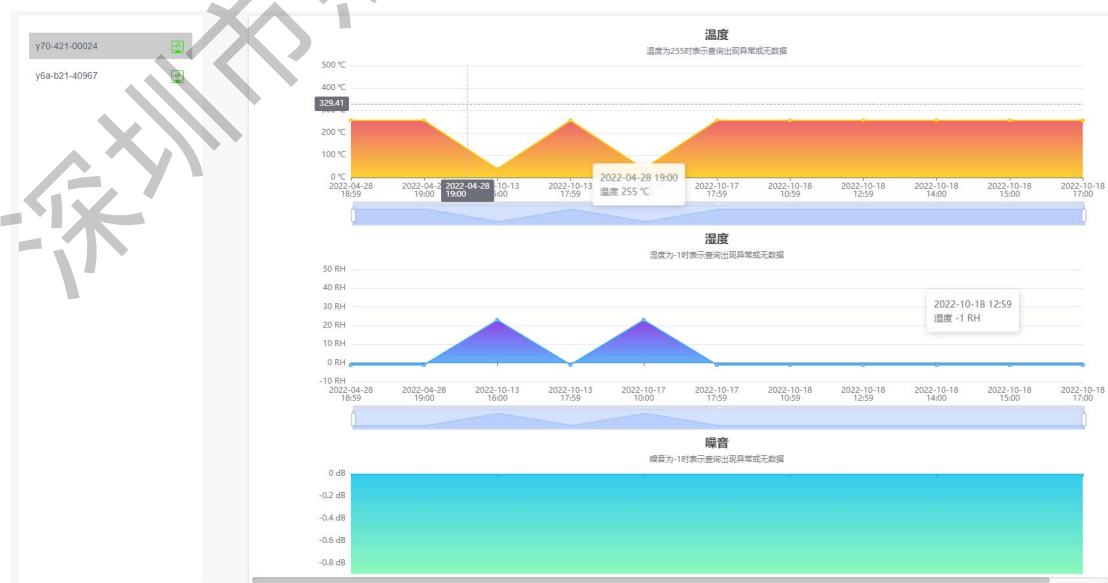 深圳市
y70-421-00024
y6a-b21-40967
温度
温度为255时表示查询出现异常或无数据
500 ℃
400 ℃
329.41
200 ℃
100 ℃
0 ℃
2022-04-28 18:59
2022-04-28 19:00
2022-04-28 19:00
2022-10-13
2022-10-13
2022-04-28 19:00
温度 255 ℃
2022-10-17 17:59
2022-10-18 10:59
2022-10-18 12:59
2022-10-18 14:00
2022-10-18 15:00
2022-10-18 17:00
湿度
湿度为-1时表示查询出现异常或无数据
50 RH
40 RH
30 RH
20 RH
10 RH
0 RH
-10 RH
2022-10-18 12:59
湿度 -1 RH
2022-04-28 18:59
2022-04-28 19:00
2022-10-13 16:00
2022-10-13 17:59
2022-10-17 10:00
2022-10-17 17:59
2022-10-18 10:59
2022-10-18 12:59
2022-10-18 14:00
2022-10-18 15:00
2022-10-18 17:00
噪音
噪音为-1时表示查询出现异常或无数据
0 dB
-0.2 dB
-0.4 dB
-0.6 dB
-0.8 dB